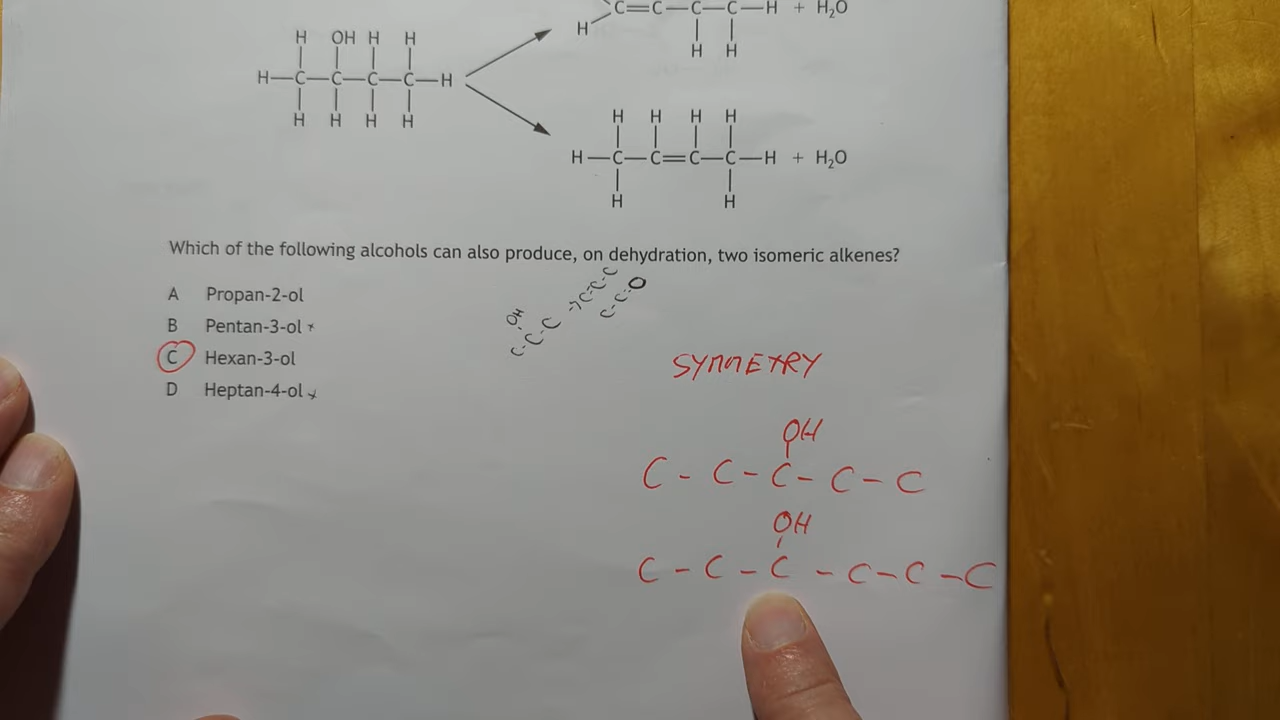 C=C—C—C—H + H₂O
H
H H
H OH H H
H—C—C—C—C—H
H H H H
H H H H
H—C—C=C—C—H + H₂O
H H
Which of the following alcohols can also produce, on dehydration, two isomeric alkenes?
A Propan-2-ol
B Pentan-3-ol x
C Hexan-3-ol
D Heptan-4-ol x
OH
C-C-C → C-C-C
C-C=O
SYMMETRY
OH
C - C - C - C - C
OH
C - C - C - C - C - C